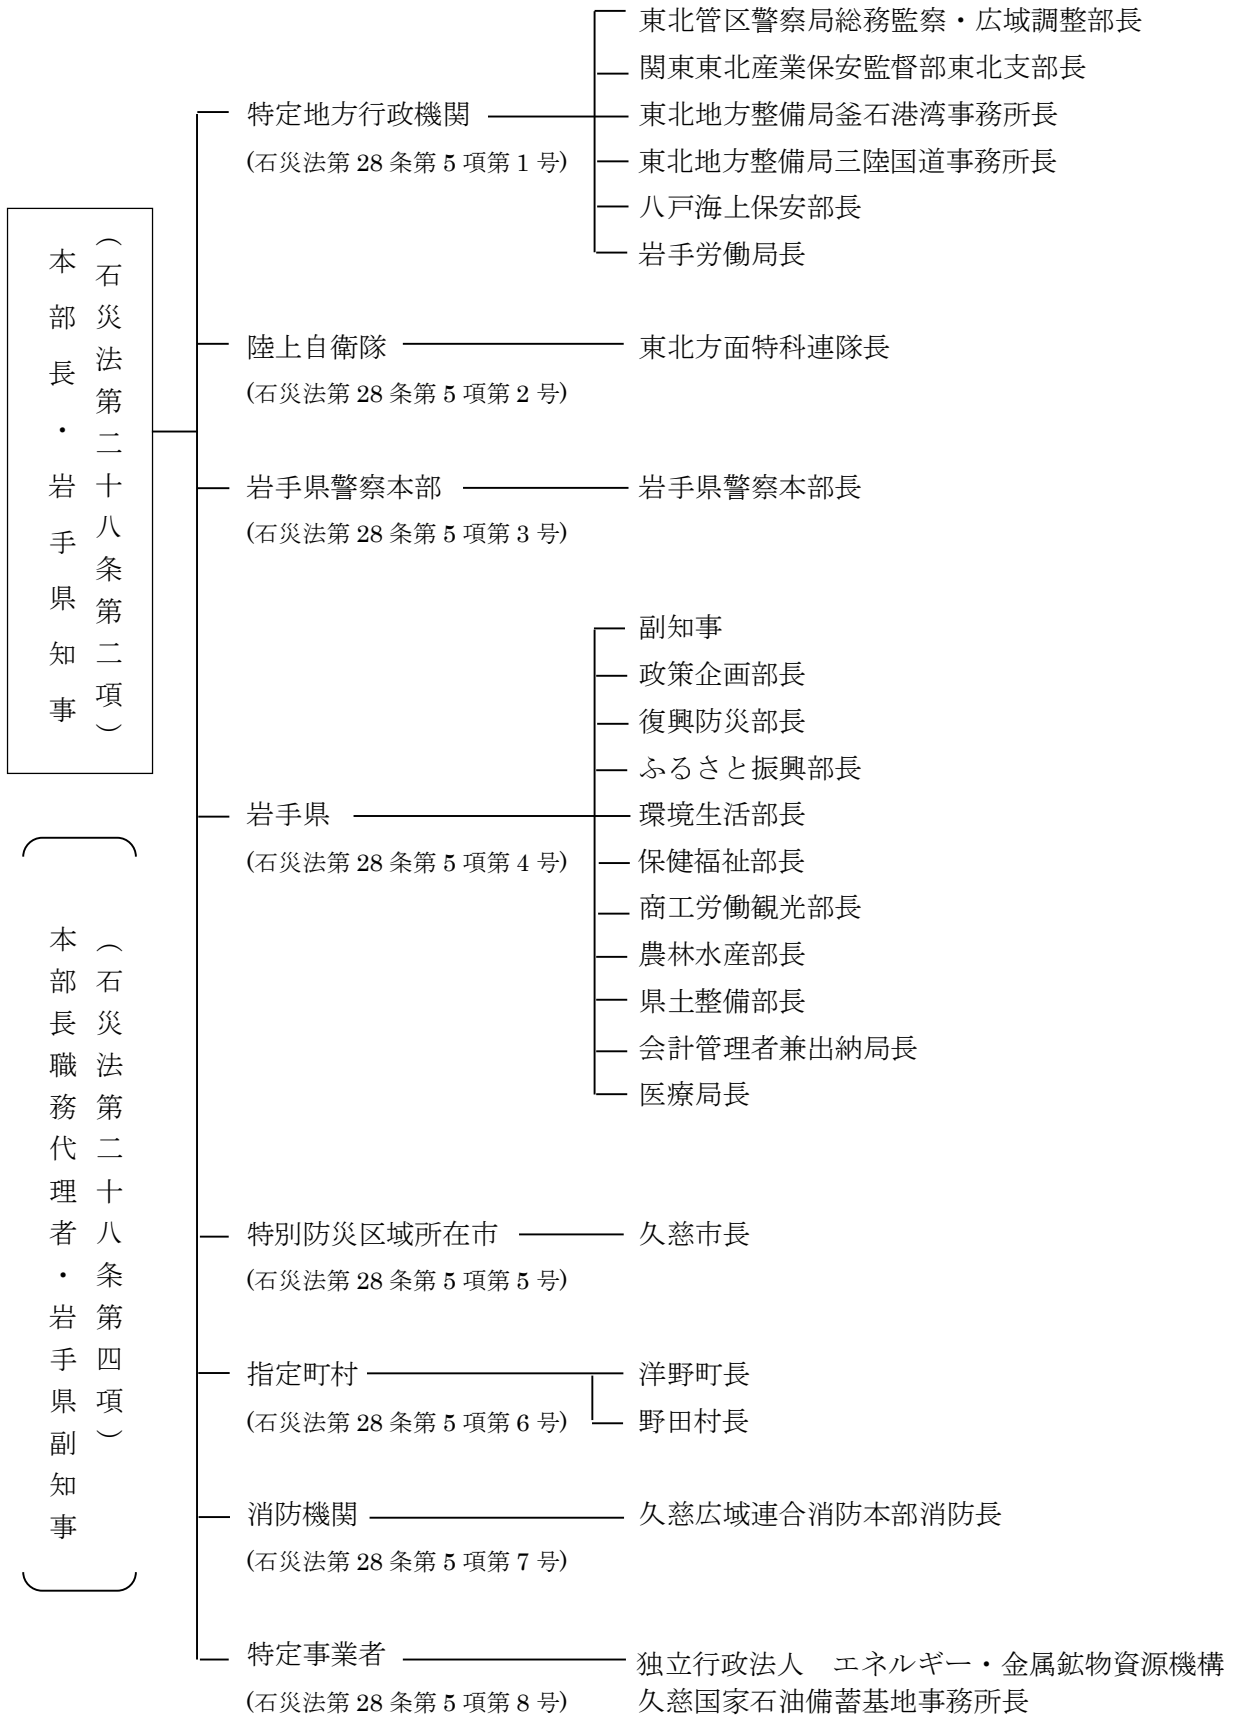 本部長・岩手県知事
（石災法第二十八条第二項）
本部長職務代理者・岩手県副知事
（石災法第二十八条第四項）
特定地方行政機関
(石災法第 28 条第 5 項第 1 号)
東北管区警察局総務監察・広域調整部長
関東東北産業保安監督部東北支部長
東北地方整備局釜石港湾事務所長
東北地方整備局三陸国道事務所長
八戸海上保安部長
岩手労働局長
陸上自衛隊
(石災法第 28 条第 5 項第 2 号)
東北方面特科連隊長
岩手県警察本部
(石災法第 28 条第 5 項第 3 号)
岩手県警察本部長
岩手県
(石災法第 28 条第 5 項第 4 号)
副知事
政策企画部長
復興防災部長
ふるさと振興部長
環境生活部長
保健福祉部長
商工労働観光部長
農林水産部長
県土整備部長
会計管理者兼出納局長
医療局長
特別防災区域所在市
(石災法第 28 条第 5 項第 5 号)
久慈市長
指定町村
(石災法第 28 条第 5 項第 6 号)
洋野町長
野田村長
消防機関
(石災法第 28 条第 5 項第 7 号)
久慈広域連合消防本部消防長
特定事業者
(石災法第 28 条第 5 項第 8 号)
独立行政法人　エネルギー・金属鉱物資源機構
久慈国家石油備蓄基地事務所長